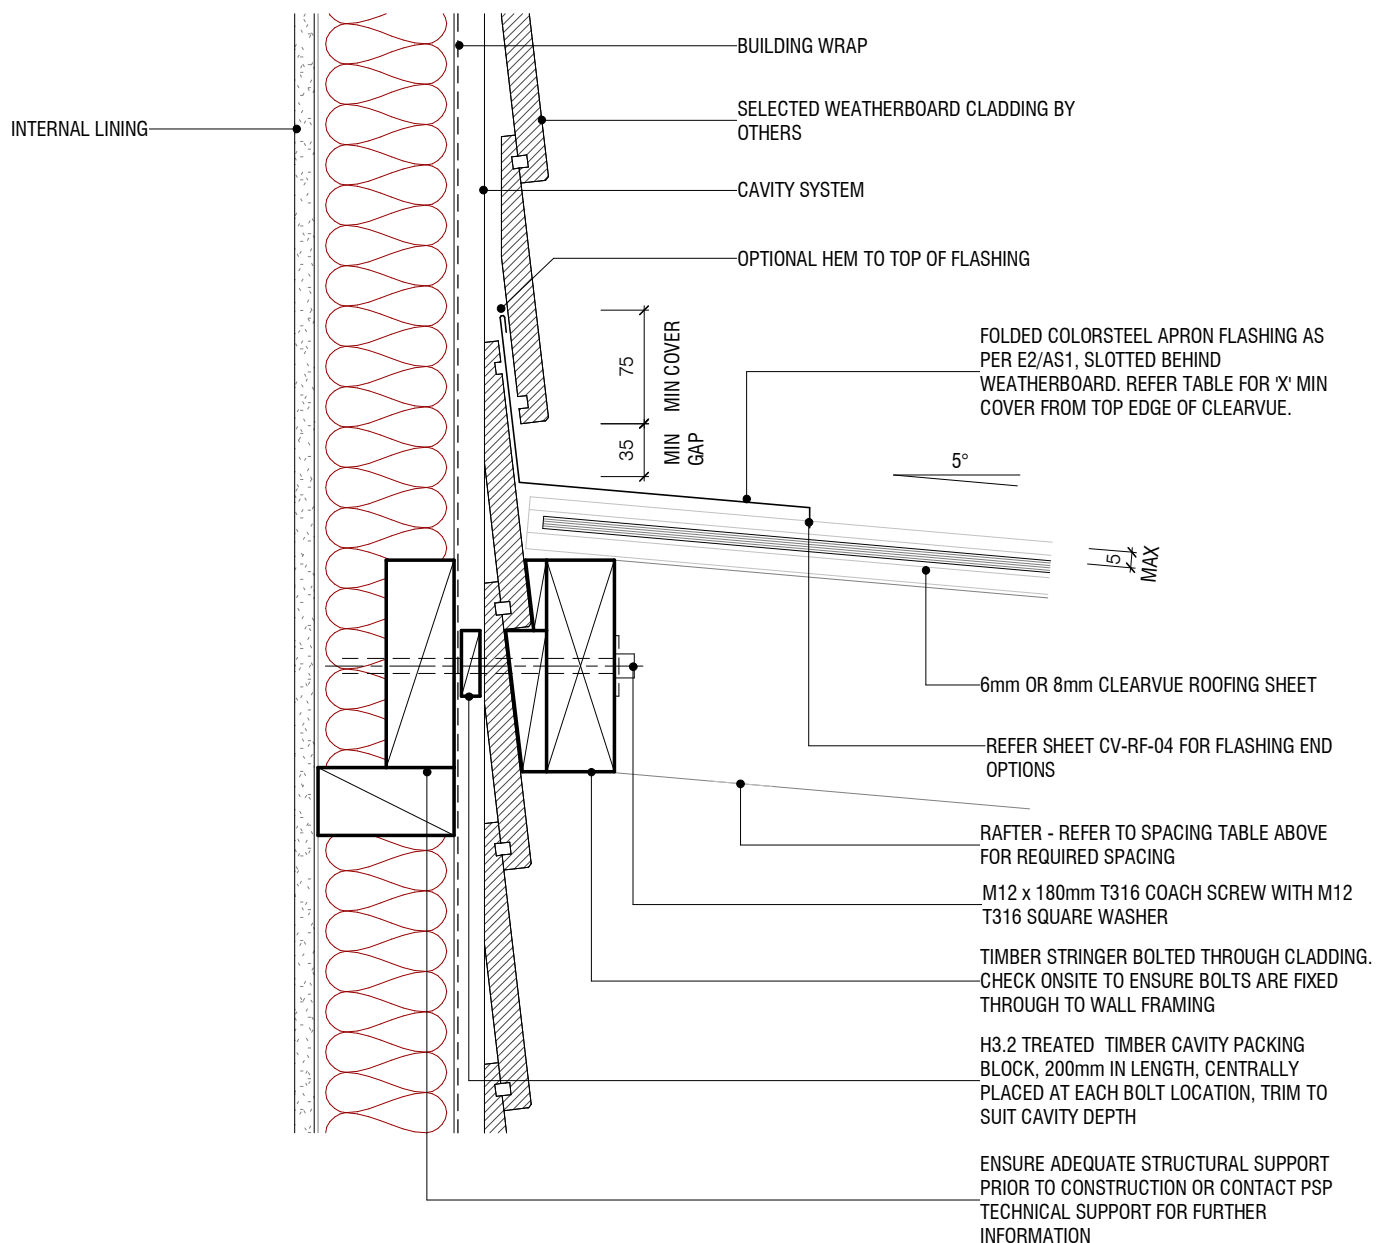 BUILDING WRAP
SELECTED WEATHERBOARD CLADDING BY
OTHERS
INTERNAL LINING
CAVITY SYSTEM
OPTIONAL HEM TO TOP OF FLASHING
75
MIN COVER
35
MIN
GAP
FOLDED COLORSTEEL APRON FLASHING AS
PER E2/AS1, SLOTTED BEHIND
WEATHERBOARD. REFER TABLE FOR 'X' MIN
COVER FROM TOP EDGE OF CLEARVUE.
5°
5
MAX
6mm OR 8mm CLEARVUE ROOFING SHEET
REFER SHEET CV-RF-04 FOR FLASHING END
OPTIONS
RAFTER - REFER TO SPACING TABLE ABOVE
FOR REQUIRED SPACING
M12 x 180mm T316 COACH SCREW WITH M12
T316 SQUARE WASHER
TIMBER STRINGER BOLTED THROUGH CLADDING.
CHECK ONSITE TO ENSURE BOLTS ARE FIXED
THROUGH TO WALL FRAMING
H3.2 TREATED TIMBER CAVITY PACKING
BLOCK, 200mm IN LENGTH, CENTRALLY
PLACED AT EACH BOLT LOCATION, TRIM TO
SUIT CAVITY DEPTH
ENSURE ADEQUATE STRUCTURAL SUPPORT
PRIOR TO CONSTRUCTION OR CONTACT PSP
TECHNICAL SUPPORT FOR FURTHER
INFORMATION